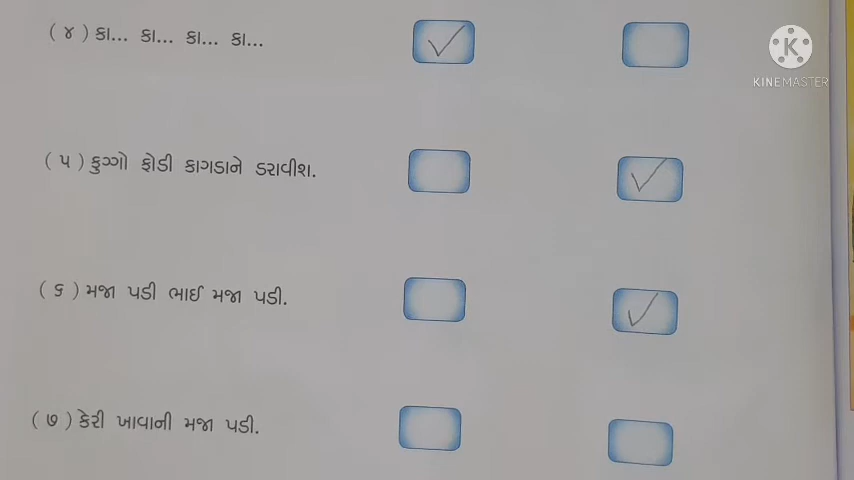 (૪) કા... કા... કા... કા...
(૫) ફુગ્ગો ફોડી કાગડાને ડરાવીશ.
(૬) મજા પડી ભાઈ મજા પડી.
(૭) કેરી ખાવાની મજા પડી.
K
KINEMASTER